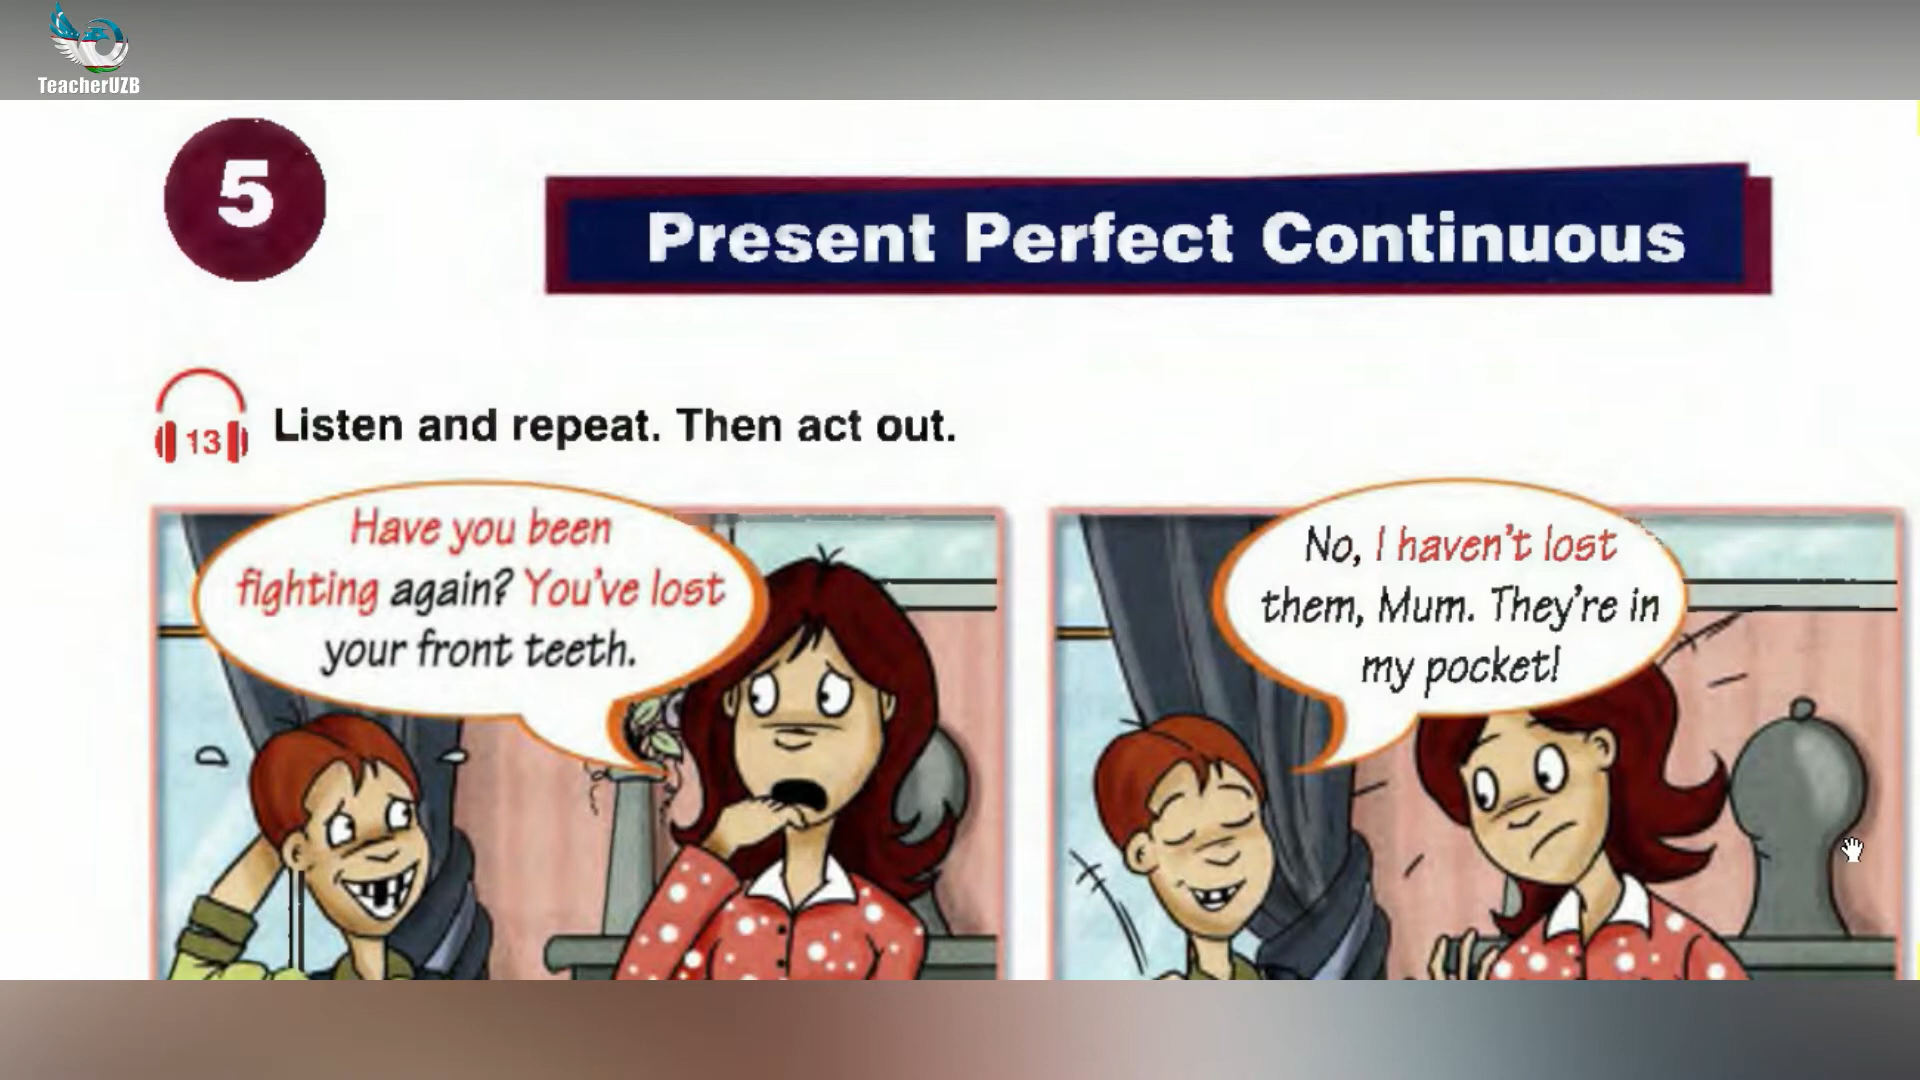 TeacherUZB
5
Present Perfect Continuous
13 Listen and repeat. Then act out.
Have you been
fighting again? You've lost
your front teeth.
No, I haven't lost
them, Mum. They're in
my pocket!